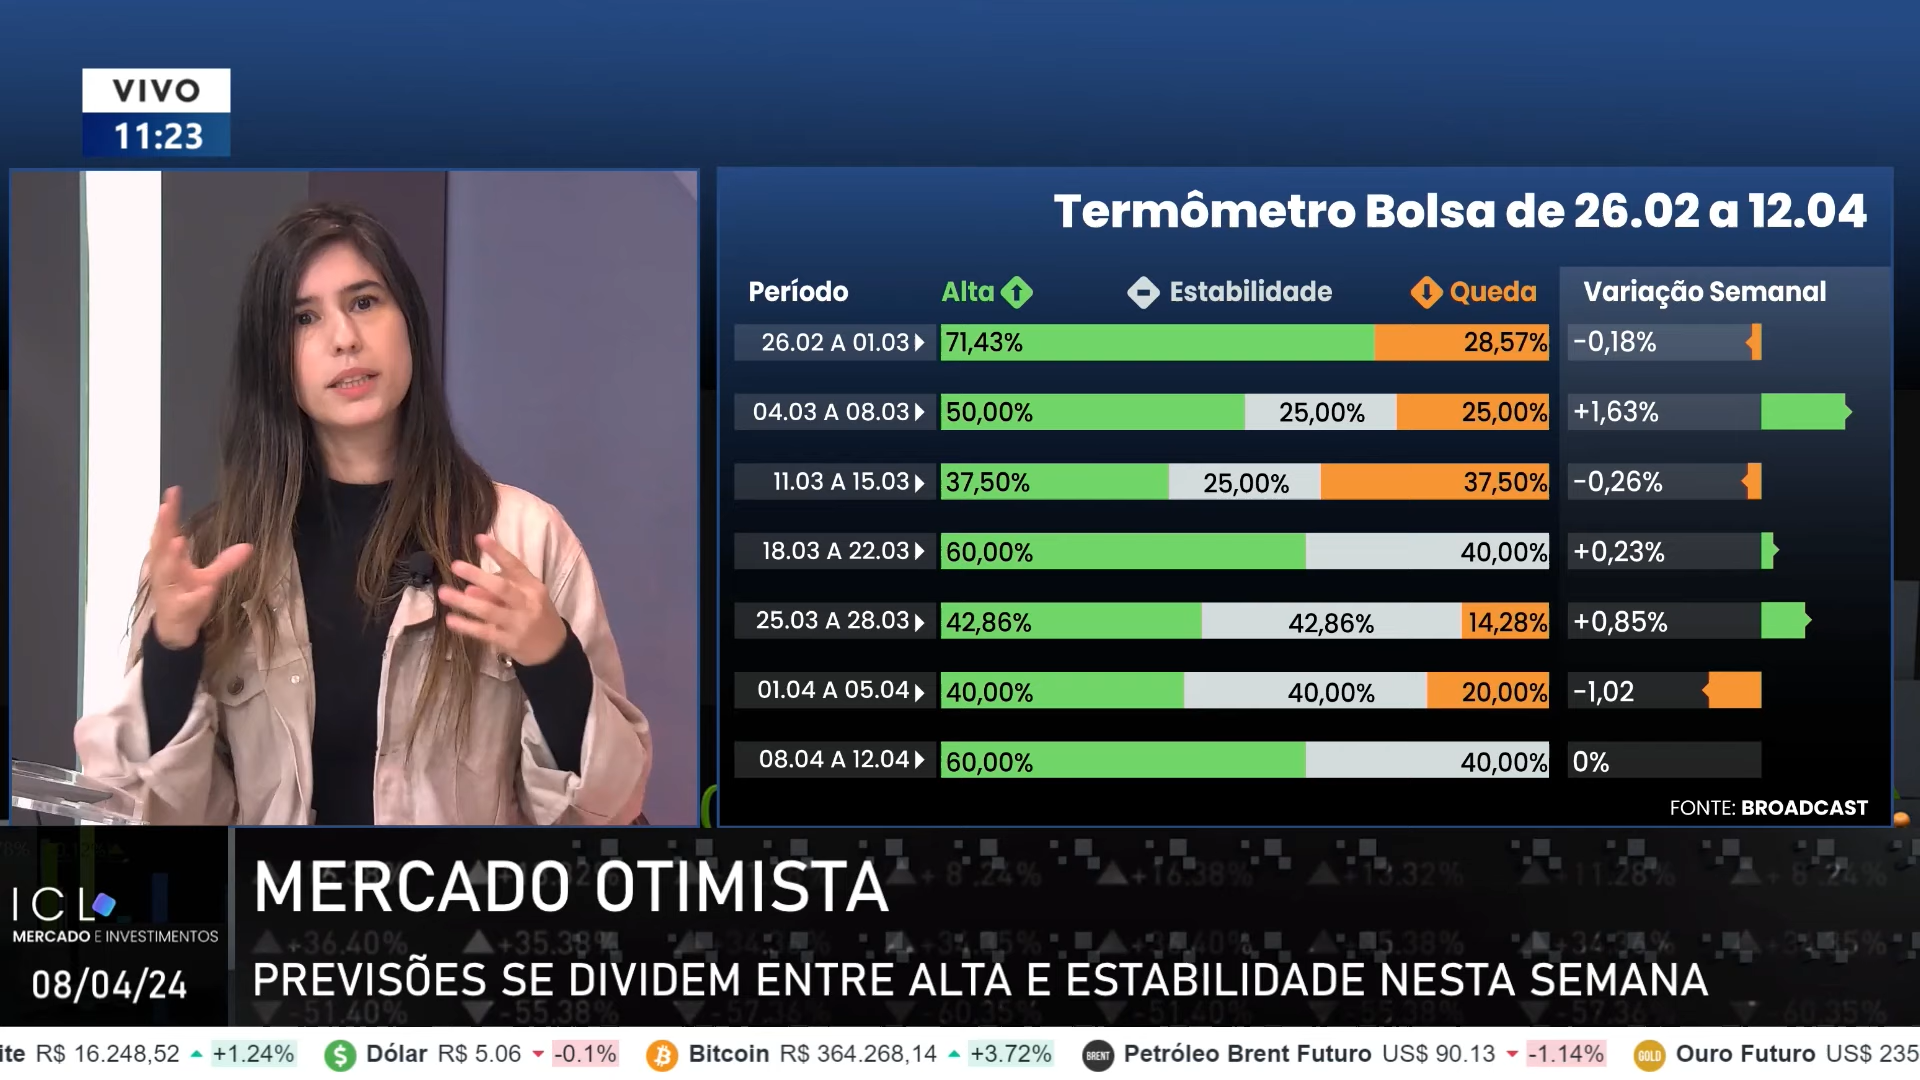 VIVO
11:23
Termômetro Bolsa de 26.02 a 12.04
Período Alta Estabilidade Queda Variação Semanal
26.02 A 01.03 71,43% 28,57% -0,18%
04.03 A 08.03 50,00% 25,00% 25,00% +1,63%
11.03 A 15.03 37,50% 25,00% 37,50% -0,26%
18.03 A 22.03 60,00% 40,00% +0,23%
25.03 A 28.03 42,86% 42,86% 14,28% +0,85%
01.04 A 05.04 40,00% 40,00% 20,00% -1,02
08.04 A 12.04 60,00% 40,00% 0%
FONTE: BROADCAST
MERCADO OTIMISTA
PREVISÕES SE DIVIDEM ENTRE ALTA E ESTABILIDADE NESTA SEMANA
ICL
MERCADO E INVESTIMENTOS
08/04/24
ite R$ 16.248,52 +1.24% Dólar R$ 5.06 -0.1% Bitcoin R$ 364.268,14 +3.72% BRENT Petróleo Brent Futuro US$ 90.13 -1.14% GOLD Ouro Futuro US$ 235